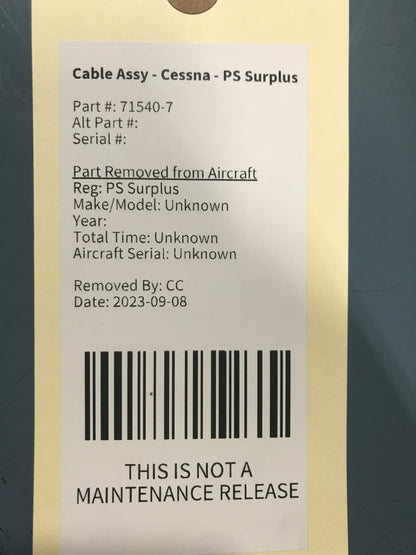 Cable Assy - Cessna - PS Surplus
Part #: 71540-7
Alt Part #:
Serial #:
Part Removed from Aircraft
Reg: PS Surplus
Make/Model: Unknown
Year:
Total Time: Unknown
Aircraft Serial: Unknown
Removed By: CC
Date: 2023-09-08
THIS IS NOT A
MAINTENANCE RELEASE